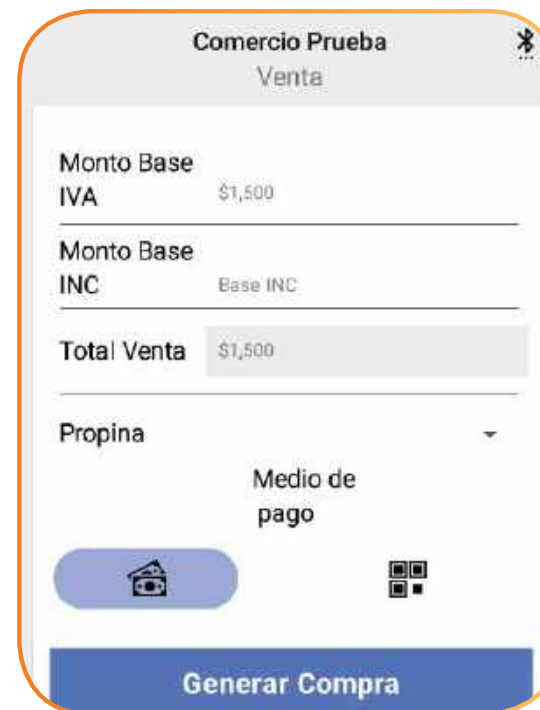 Comercio Prueba
Venta
Monto Base
IVA $1,500
Monto Base
INC Base INC
Total Venta $1,500
Propina
Medio de
pago
Generar Compra